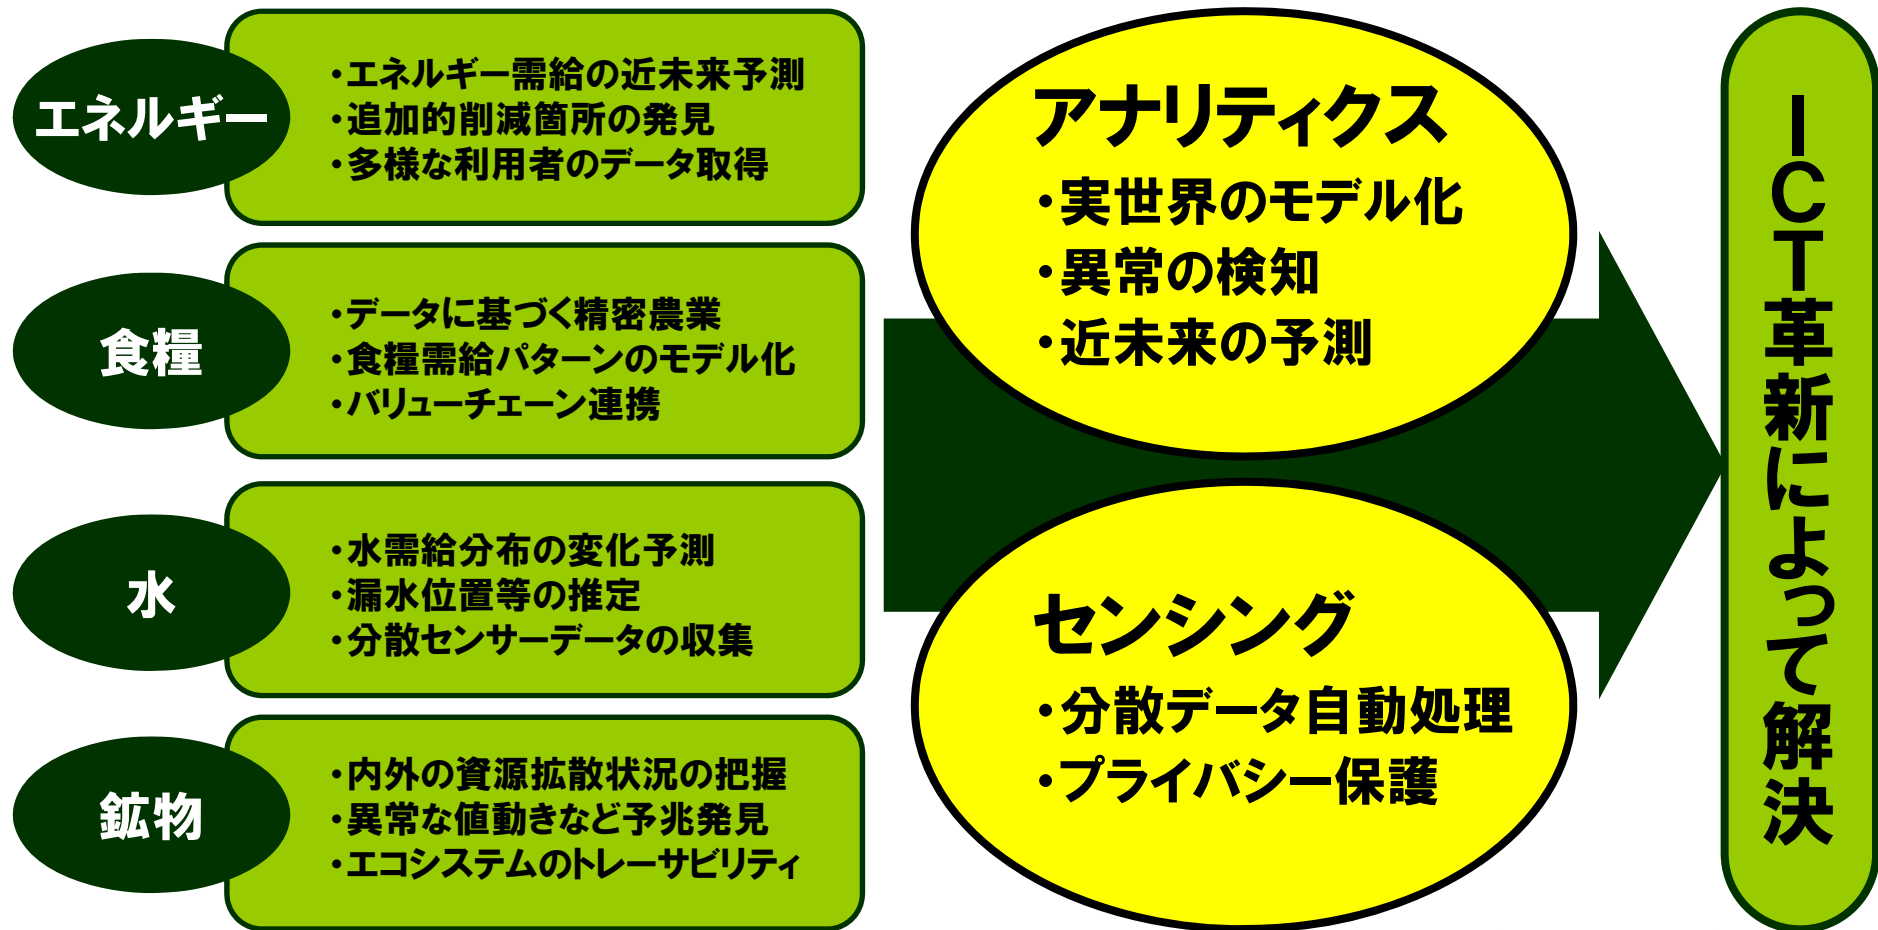 エネルギー
・エネルギー需給の近未来予測
・追加的削減箇所の発見
・多様な利用者のデータ取得
食糧
・データに基づく精密農業
・食糧需給パターンのモデル化
・バリューチェーン連携
水
・水需給分布の変化予測
・漏水位置等の推定
・分散センサーデータの収集
鉱物
・内外の資源拡散状況の把握
・異常な値動きなど予兆発見
・エコシステムのトレーサビリティ
アナリティクス
・実世界のモデル化
・異常の検知
・近未来の予測
センシング
・分散データ自動処理
・プライバシー保護
ICT革新によって解決